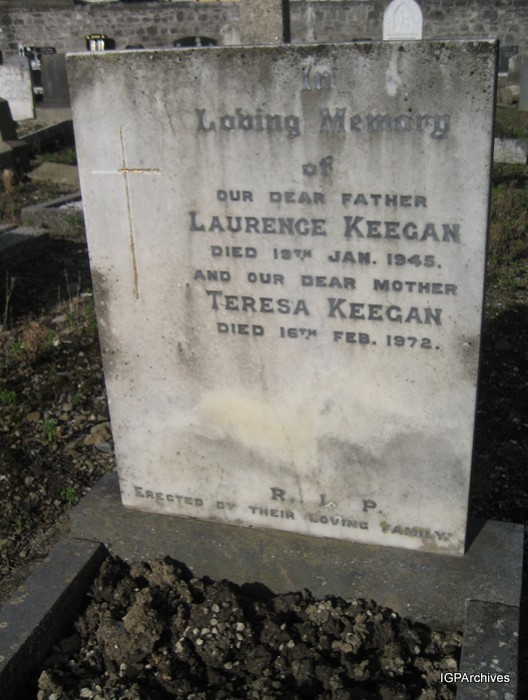 In
Loving Memory
of
OUR DEAR FATHER
LAURENCE KEEGAN
DIED 19TH JAN. 1945.
AND OUR DEAR MOTHER
TERESA KEEGAN
DIED 16TH FEB. 1972.
R. I. P.
ERECTED BY THEIR LOVING FAMILY.
IGPArchives